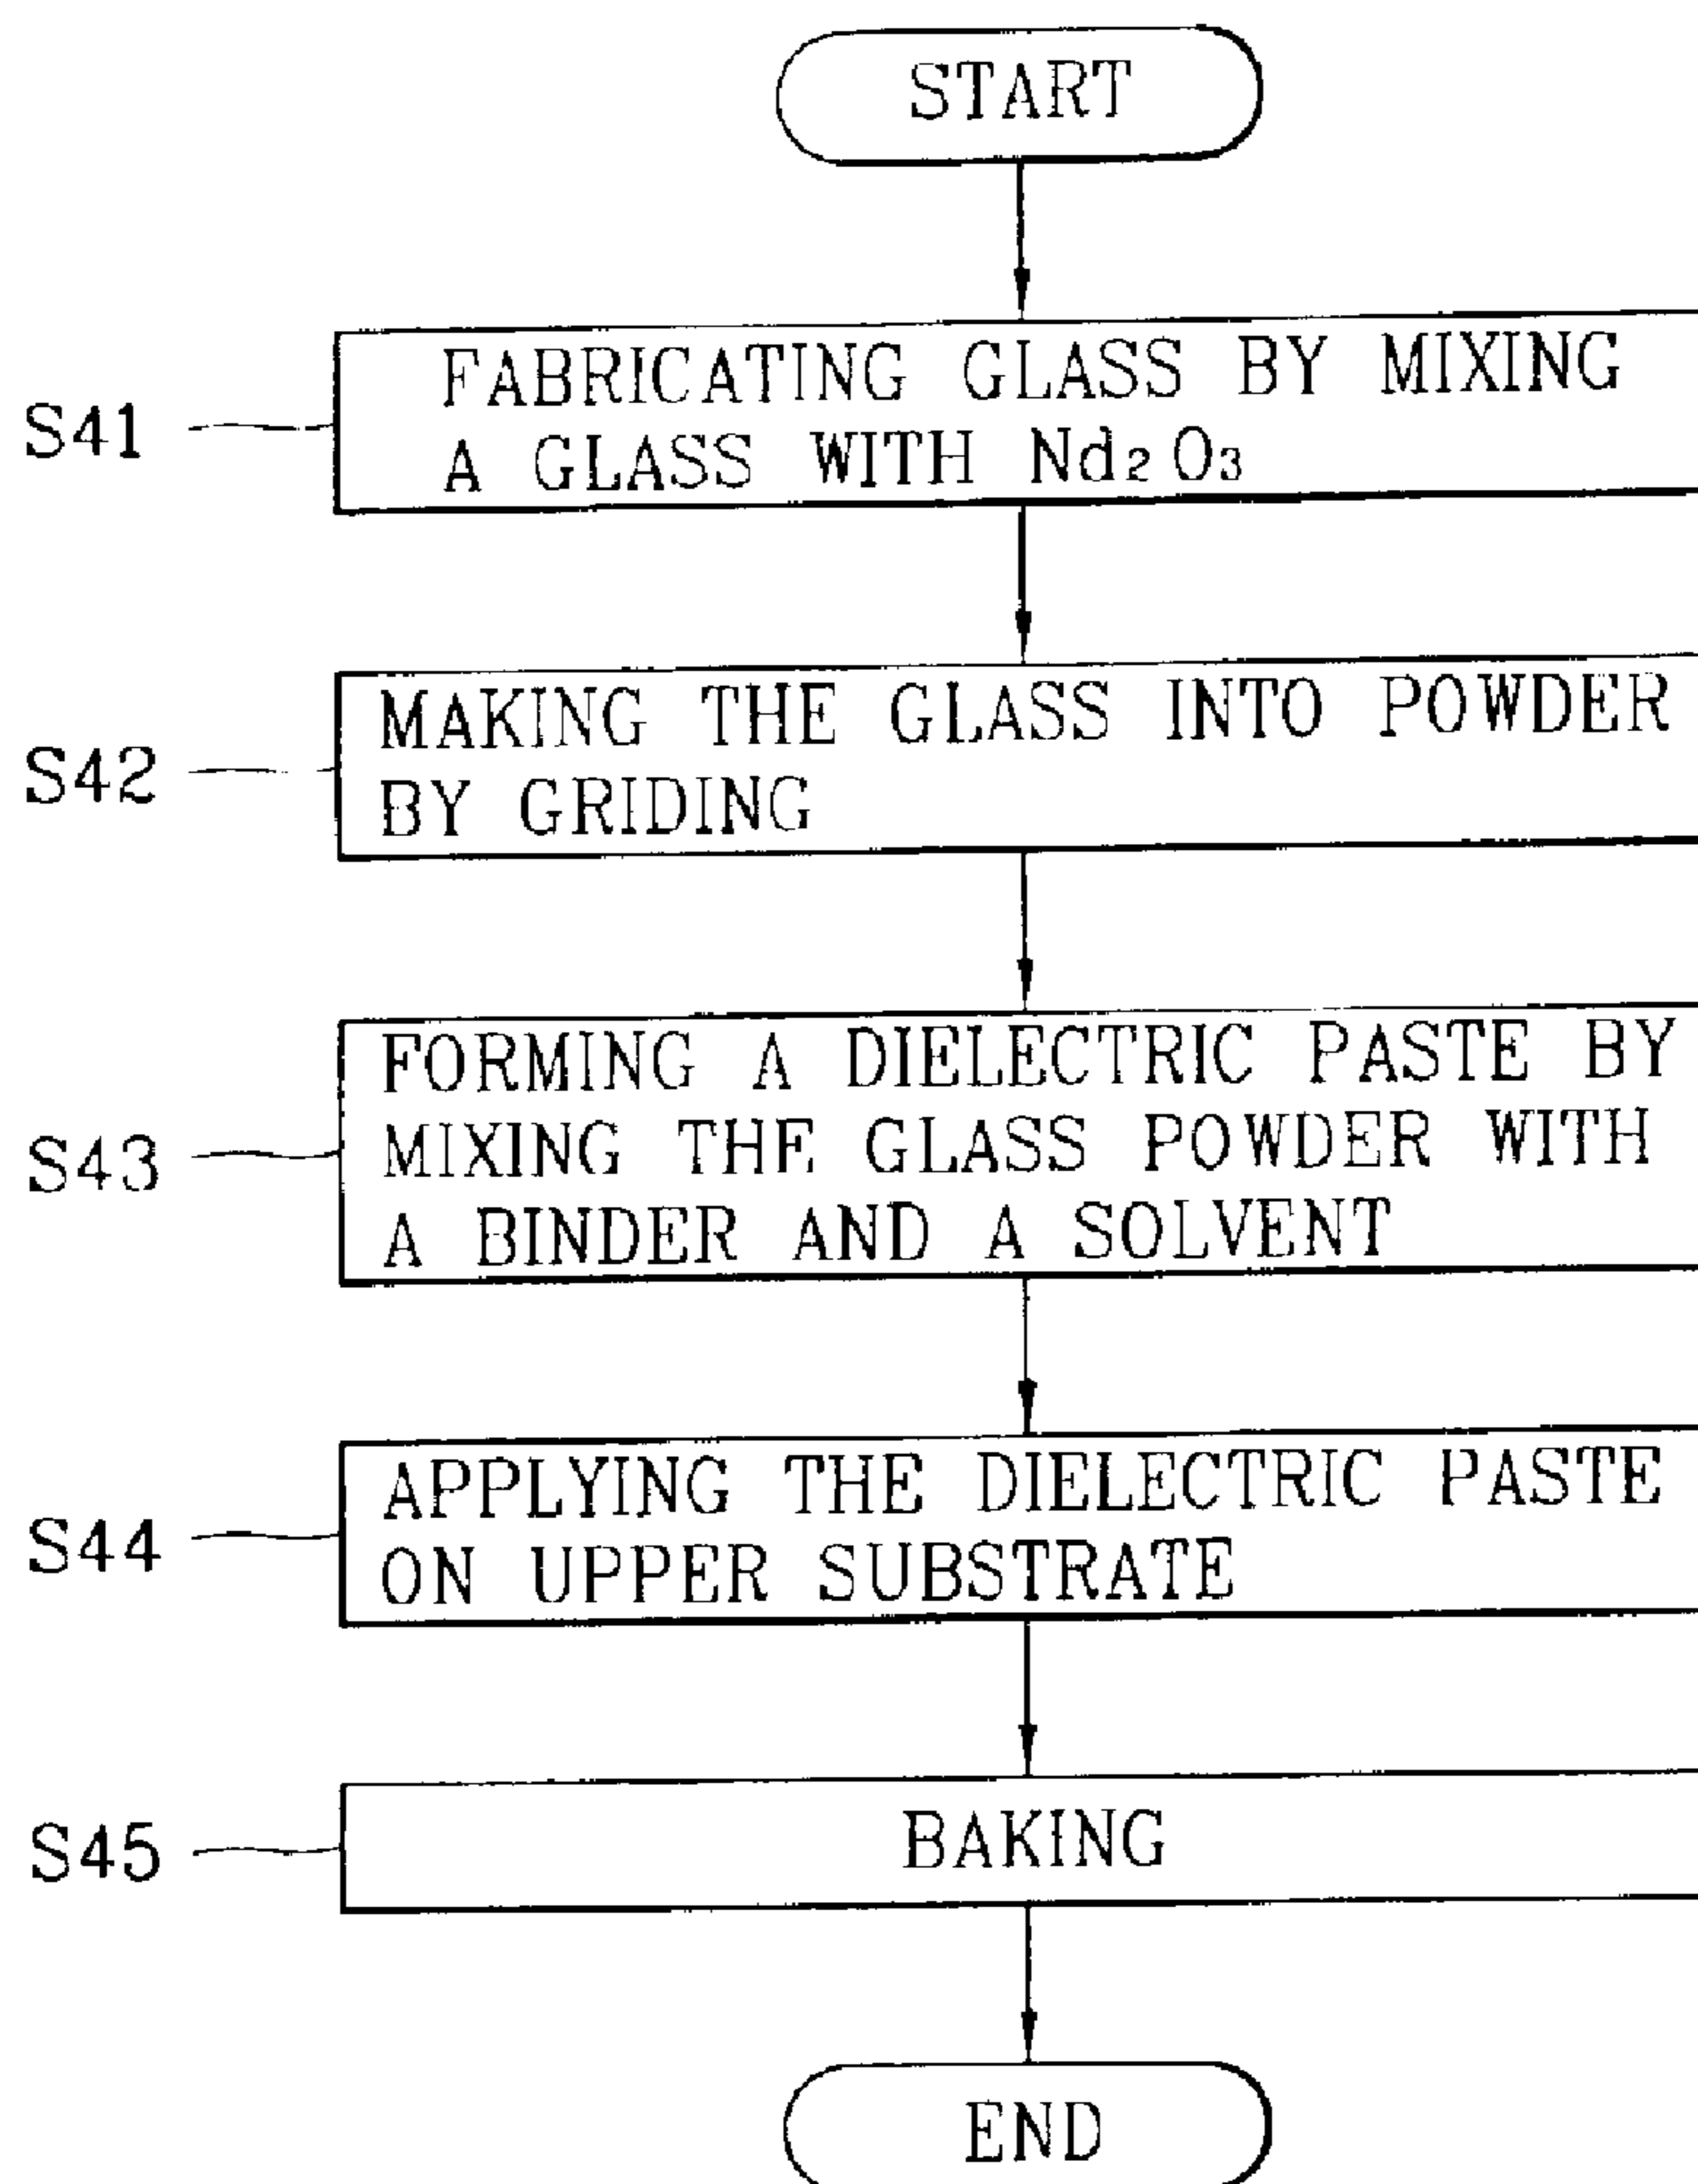 START
S41
FABRICATING GLASS BY MIXING
A GLASS WITH Nd₂O₃
S42
MAKING THE GLASS INTO POWDER
BY GRIDING
S43
FORMING A DIELECTRIC PASTE BY
MIXING THE GLASS POWDER WITH
A BINDER AND A SOLVENT
S44
APPLYING THE DIELECTRIC PASTE
ON UPPER SUBSTRATE
S45
BAKING
END